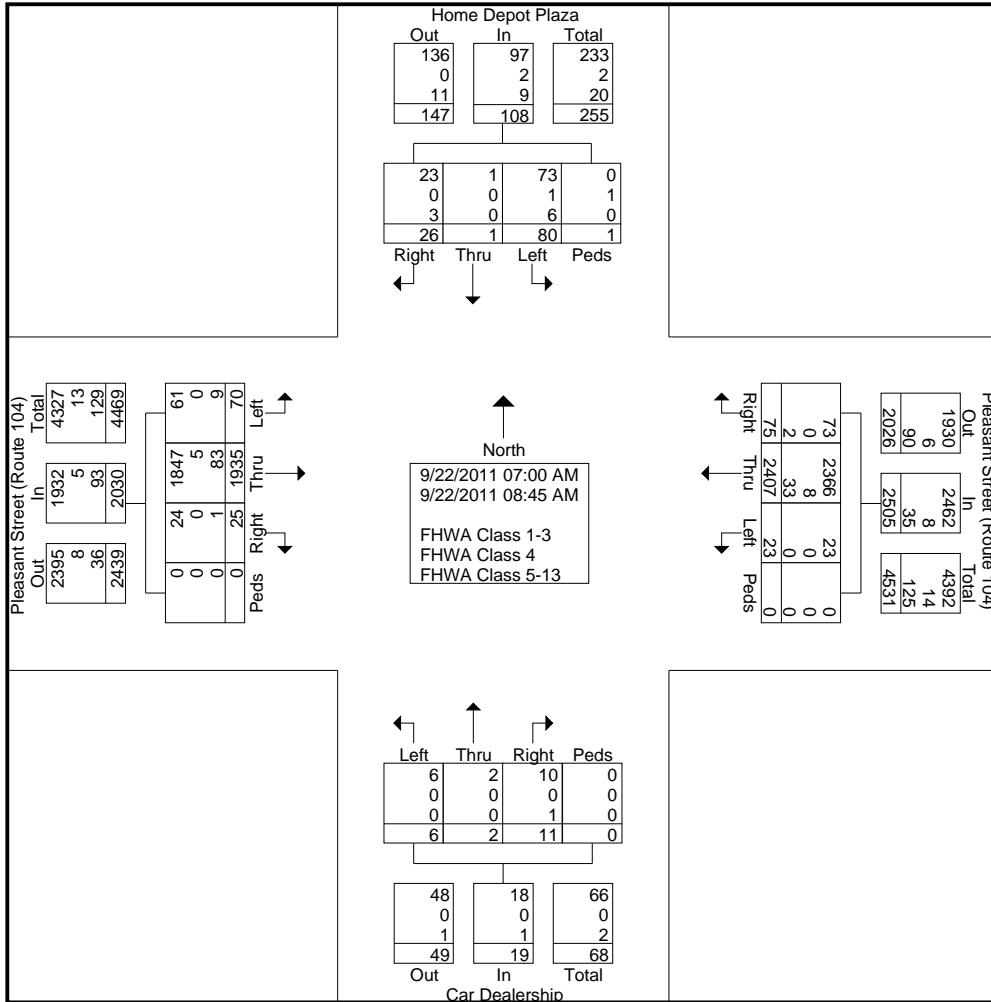 Home Depot Plaza
Out In Total
136 97 233
0 2 2
11 9 20
147 108 255
23 1 73 0
0 0 1 1
3 0 6 0
26 1 80 1
Right Thru Left Peds
Pleasant Street (Route 104)
Total In Out
4327 1932 2395
13 5 8
129 93 36
4469 2030 2439
61 1847 24 0
0 5 0 0
9 83 1 0
70 1935 25 0
Left Thru Right Peds
North
9/22/2011 07:00 AM
9/22/2011 08:45 AM
FHWA Class 1-3
FHWA Class 4
FHWA Class 5-13
Right Thru Left Peds
73 2366 23 0
0 8 0 0
2 33 0 0
75 2407 23 0
Out In Total
1930 2462 4392
6 8 14
90 35 125
2026 2505 4531
Pleasant Street (Route 104)
Left Thru Right Peds
6 2 10 0
0 0 0 0
0 0 1 0
6 2 11 0
48 18 66
0 0 0
1 1 2
49 19 68
Out In Total
Car Dealership